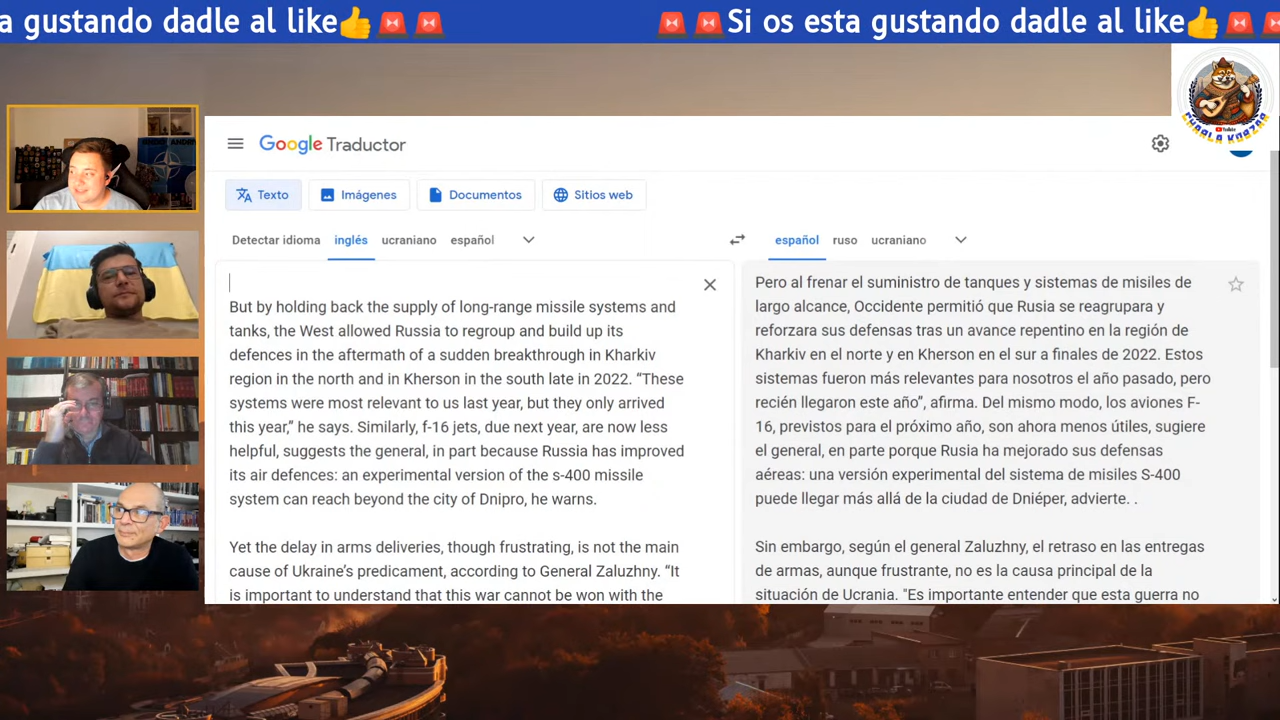 a gustando dadle al like👍🚨🚨
🚨🚨Si os esta gustando dadle al like👍🚨🚨
CHARLA KOBZAR
YouTube
Google Traductor
Texto
Imágenes
Documentos
Sitios web
Detectar idioma inglés ucraniano español
español ruso ucraniano
But by holding back the supply of long-range missile systems and
tanks, the West allowed Russia to regroup and build up its
defences in the aftermath of a sudden breakthrough in Kharkiv
region in the north and in Kherson in the south late in 2022. “These
systems were most relevant to us last year, but they only arrived
this year,” he says. Similarly, f-16 jets, due next year, are now less
helpful, suggests the general, in part because Russia has improved
its air defences: an experimental version of the s-400 missile
system can reach beyond the city of Dnipro, he warns.
Yet the delay in arms deliveries, though frustrating, is not the main
cause of Ukraine’s predicament, according to General Zaluzhny. “It
is important to understand that this war cannot be won with the
Pero al frenar el suministro de tanques y sistemas de misiles de
largo alcance, Occidente permitió que Rusia se reagrupara y
reforzara sus defensas tras un avance repentino en la región de
Kharkiv en el norte y en Kherson en el sur a finales de 2022. Estos
sistemas fueron más relevantes para nosotros el año pasado, pero
recién llegaron este año”, afirma. Del mismo modo, los aviones F-
16, previstos para el próximo año, son ahora menos útiles, sugiere
el general, en parte porque Rusia ha mejorado sus defensas
aéreas: una versión experimental del sistema de misiles S-400
puede llegar más allá de la ciudad de Dniéper, advierte. .
Sin embargo, según el general Zaluzhny, el retraso en las entregas
de armas, aunque frustrante, no es la causa principal de la
situación de Ucrania. "Es importante entender que esta guerra no